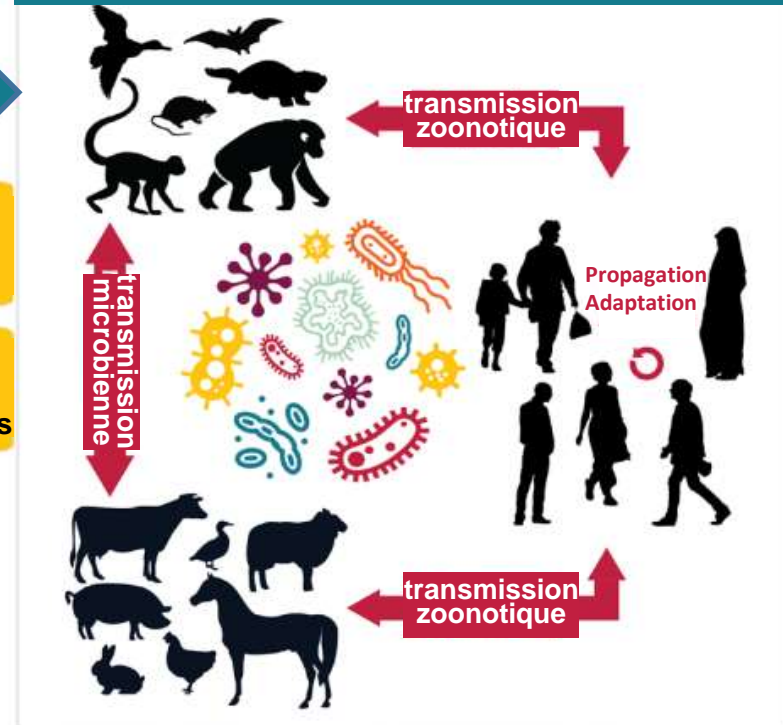 transmission
zoonotique
transmission
microbienne
Propagation
Adaptation
s
transmission
zoonotique